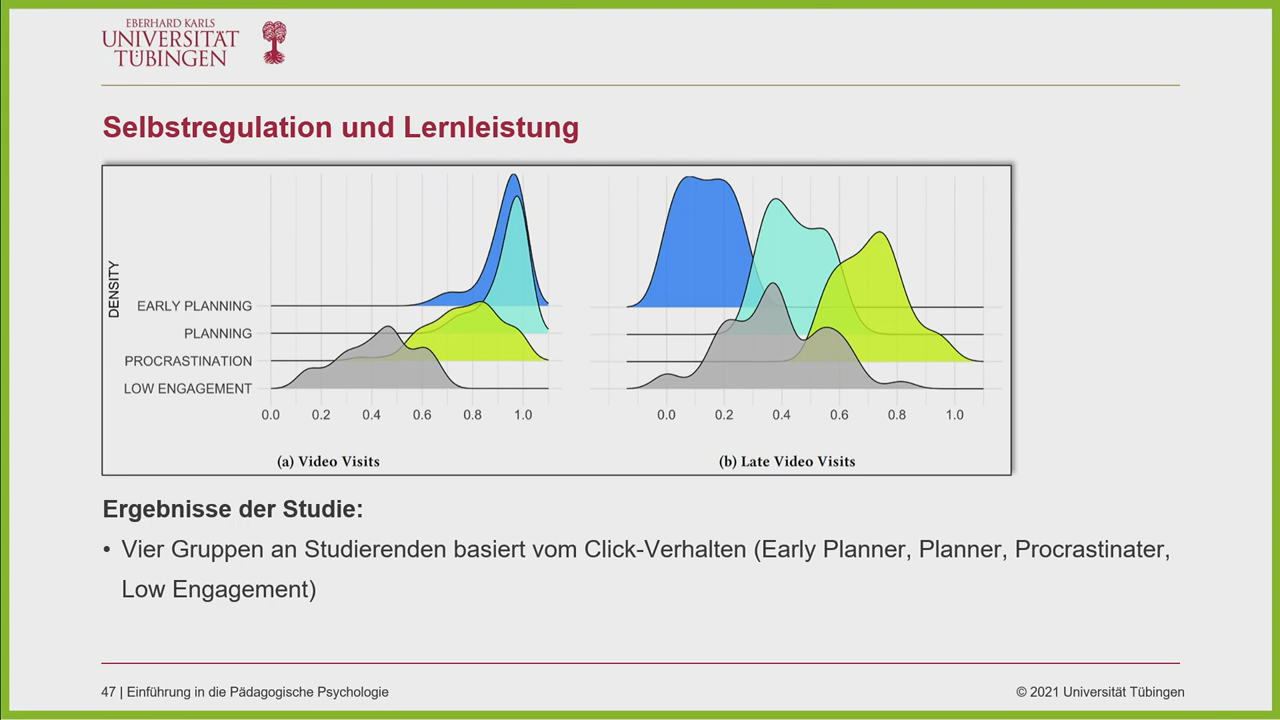 EBERHARD KARLS
UNIVERSITÄT
TÜBINGEN
Selbstregulation und Lernleistung
DENSITY
EARLY PLANNING
PLANNING
PROCRASTINATION
LOW ENGAGEMENT
0.0 0.2 0.4 0.6 0.8 1.0
0.0 0.2 0.4 0.6 0.8 1.0
(a) Video Visits
(b) Late Video Visits
Ergebnisse der Studie:
• Vier Gruppen an Studierenden basiert vom Click-Verhalten (Early Planner, Planner, Procrastinater,
Low Engagement)
47 | Einführung in die Pädagogische Psychologie
© 2021 Universität Tübingen